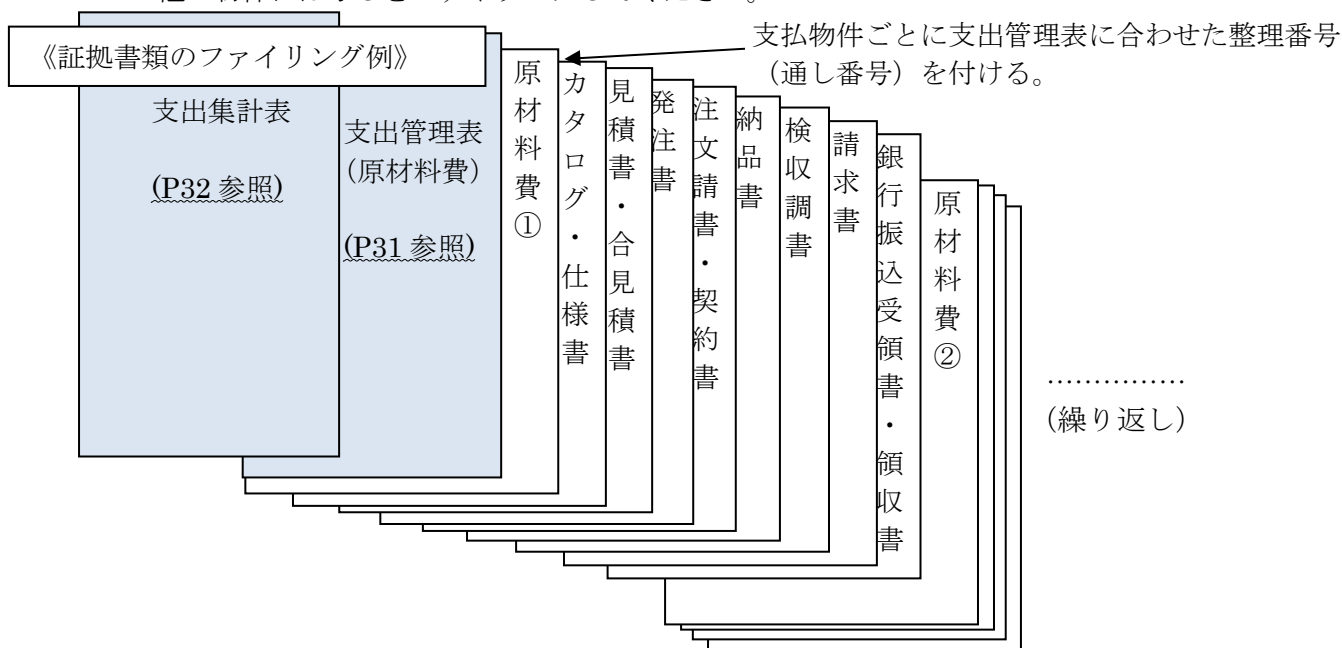 《証拠書類のファイリング例》
支払物件ごとに支出管理表に合わせた整理番号
（通し番号）を付ける。
支出集計表
(P32 参照)
支出管理表
（原材料費）
(P31 参照)
原材料費①
カタログ・仕様書
見積書・合見積書
発注書
注文請書・契約書
納品書
検収調書
請求書
銀行振込受領書・領収書
原材料費②
……………
（繰り返し）